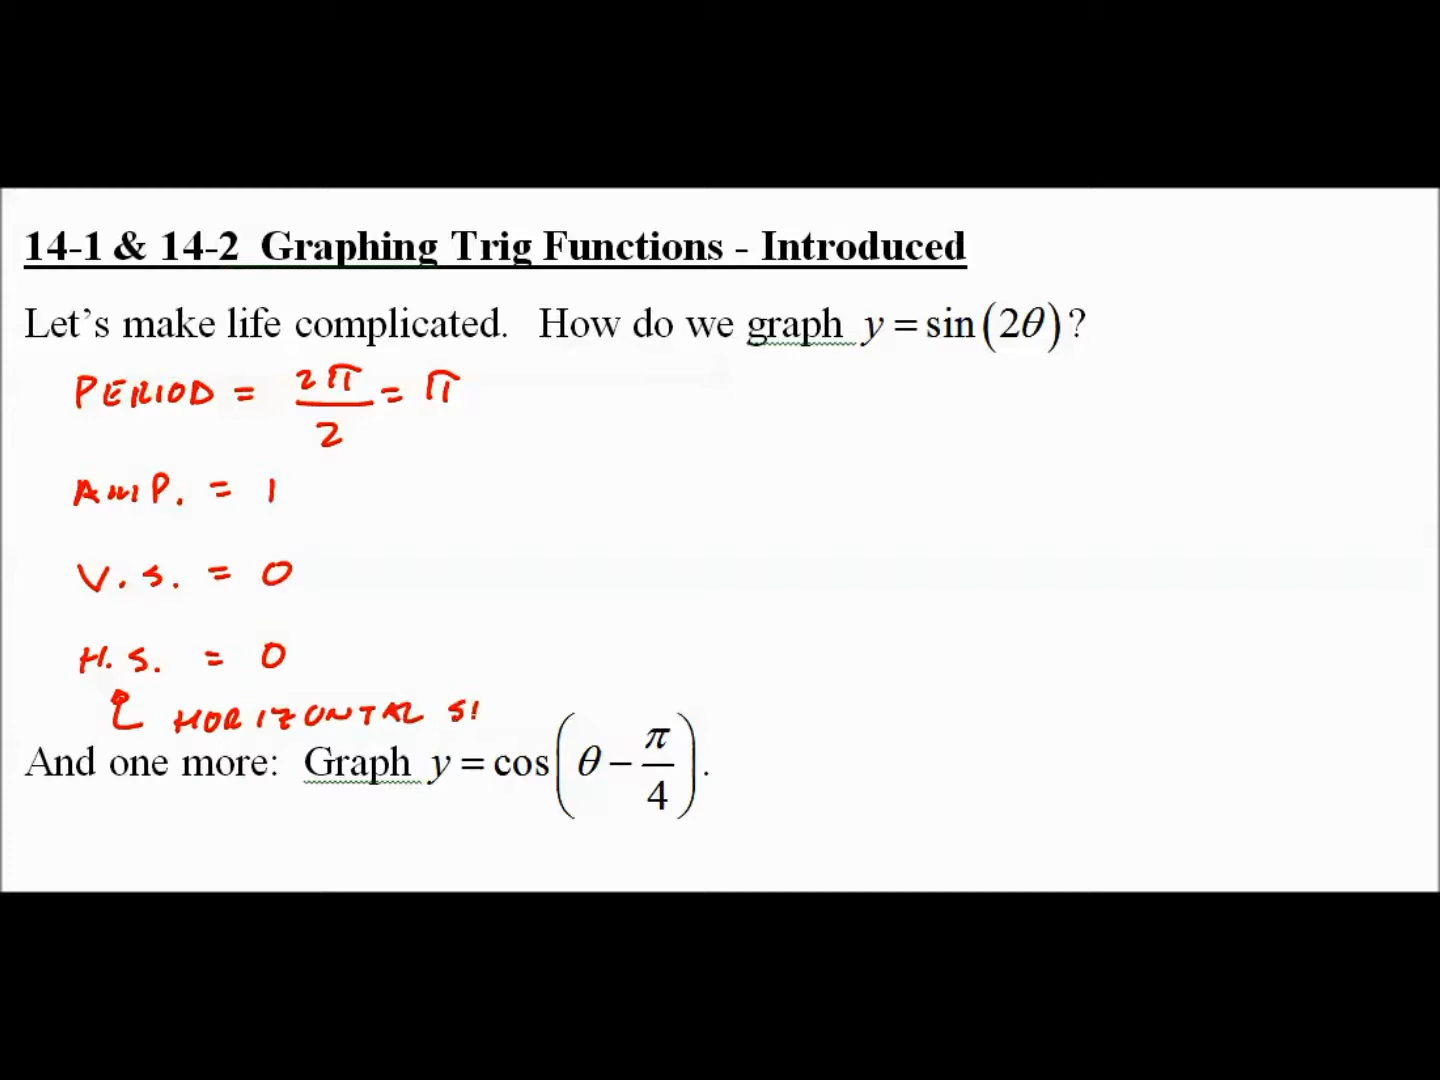 14-1 & 14-2 Graphing Trig Functions - Introduced
Let's make life complicated. How do we graph y = sin(2θ)?
PERIOD = 2π/2 = π
AMP. = 1
V.S. = 0
H.S. = 0
HORIZONTAL S
And one more: Graph y = cos(θ − π/4).